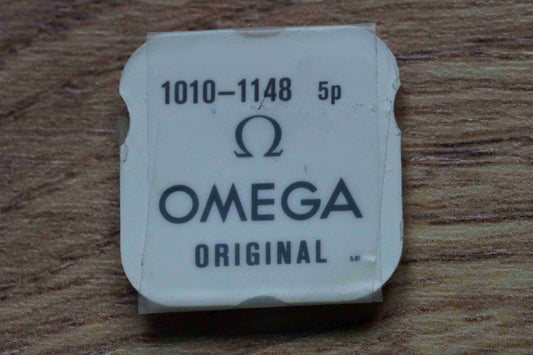 1010–1148 5p
Ω
OMEGA
ORIGINAL